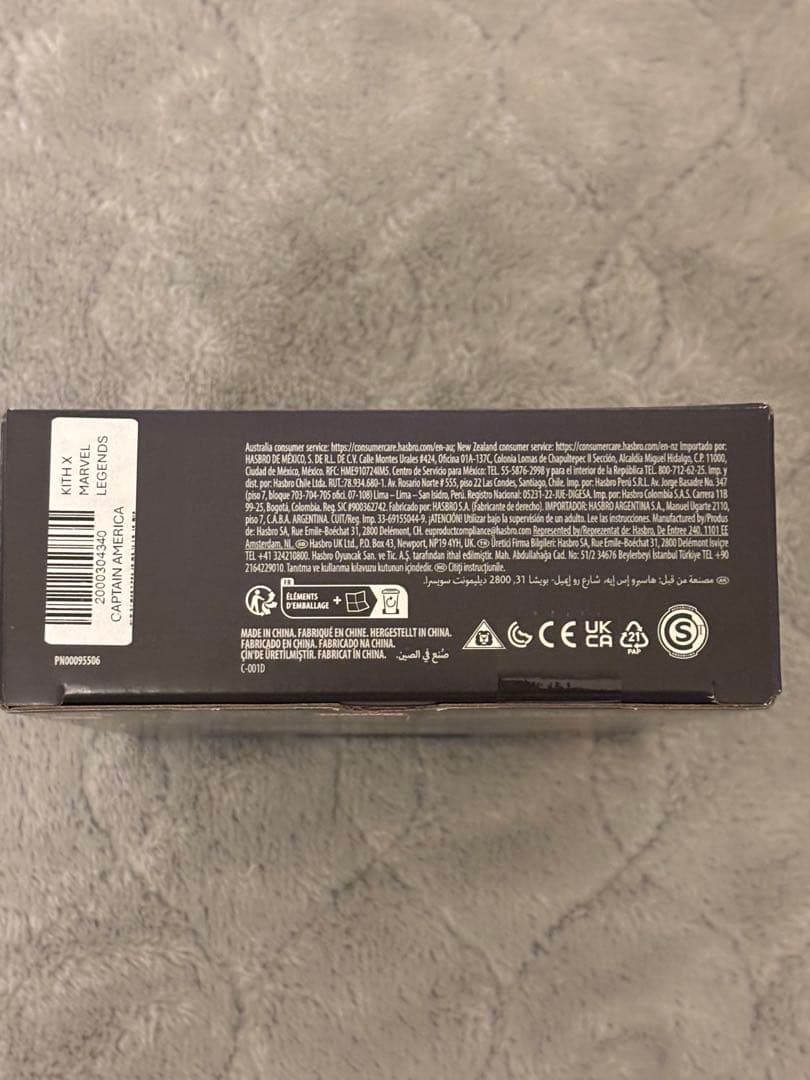 KITH X
MARVEL
LEGENDS
2000304340
CAPTAIN AMERICA
PN00095506
Australia consumer service: https://consumercare.hasbro.com/en-au; New Zealand consumer service: https://consumercare.hasbro.com/en-nz Importado por:
HASBRO DE MÉXICO, S. DE R.L. DE C.V. Calle Montes Urales #424, Oficina 01A-137C, Colonia Lomas de Chapultepec II Sección, Alcaldía Miguel Hidalgo, C.P. 11000,
Ciudad de México, México. RFC: HME910724IM5. Centro de Servicio para México: TEL. 55-5876-2998 y para el interior de la República TEL. 800-712-62-25. Imp. y
dist. por: Hasbro Chile Ltda. RUT.:78.934.680-1. Av. Rosario Norte # 555, piso 22 Las Condes, Santiago, Chile. Imp. por: Hasbro Perú S.R.L. Av. Jorge Basadre No. 347
(piso 7, bloque 703-704-705 ofici. 07-108) Lima – Lima – San Isidro, Perú. Registro Nacional: 05231-22-JUE-DIGESA. Imp. por: Hasbro Colombia S.A.S. Carrera 11B
99-25, Bogotá, Colombia. Reg. SIC #900362742. Fabricado por: HASBRO S.A. (Fabricante de derecho). IMPORTADOR: HASBRO ARGENTINA S.A., Manuel Ugarte 2110,
piso 7, C.A.B.A. ARGENTINA. CUIT/Reg. Imp. 33-69155044-9. ¡ATENCIÓN! Utilizar bajo la supervisión de un adulto. Lee las instrucciones. Manufactured by/Produs
de: Hasbro SA, Rue Emile-Boéchat 31, 2800 Delémont, CH. euproductcompliance@hasbro.com Represented by/Reprezentat de: Hasbro, De Entree 240, 1101 EE
Amsterdam, NL. GB Hasbro UK Ltd., P.O. Box 43, Newport, NP19 4YH, UK. TR Üretici Firma Bilgileri: Hasbro SA, Rue Emile-Boéchat 31, 2800 Delémont İsviçre
TEL +41 324210800. Hasbro Oyuncak San. ve Tic. A.Ş. tarafından ithal edilmiştir. Mah. Abdullahağa Cad. No: 51/2 34676 Beylerbeyi İstanbul Türkiye TEL +90
2164229010. Tanıtma ve kullanma kılavuzu kutunun içindedir. RO Citiți instrucțiunile.
AR مصنعة من قبل: هاسبرو إس إيه، شارع رو إميل- بويشا 31, 2800 ديليمونت سويسرا.
FR
ÉLÉMENTS
D'EMBALLAGE +
MADE IN CHINA. FABRIQUÉ EN CHINE. HERGESTELLT IN CHINA.
FABRICADO EN CHINA. FABRICADO NA CHINA.
ÇİN'DE ÜRETİLMİŞTİR. FABRICAT ÎN CHINA. صُنع في الصين.
C-001D
CE
UK
CA
21
PAP
S